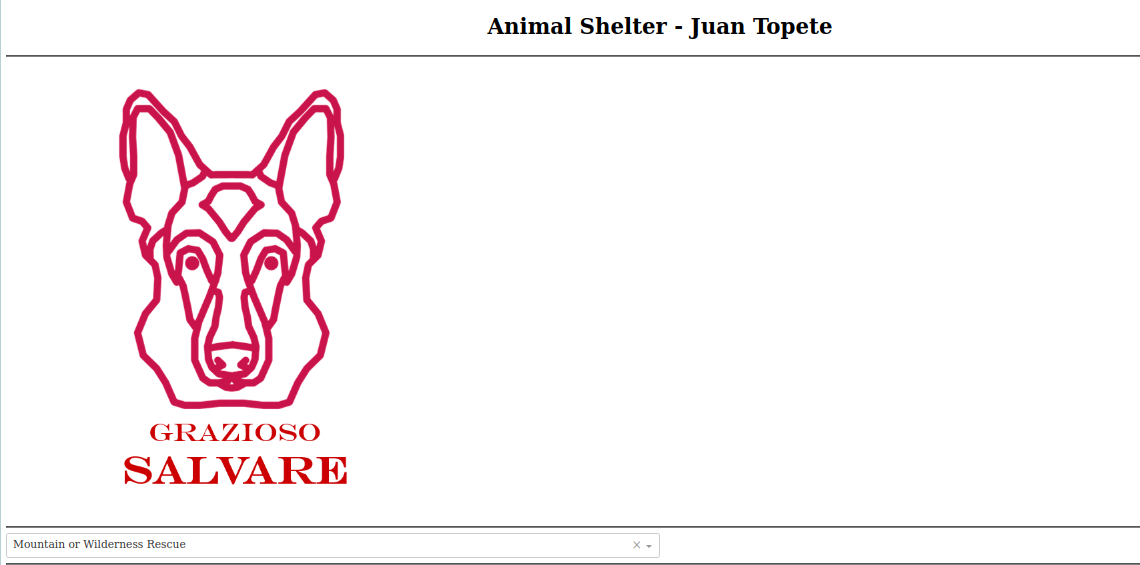 Animal Shelter - Juan Topete
GRAZIOSO
SALVARE
Mountain or Wilderness Rescue